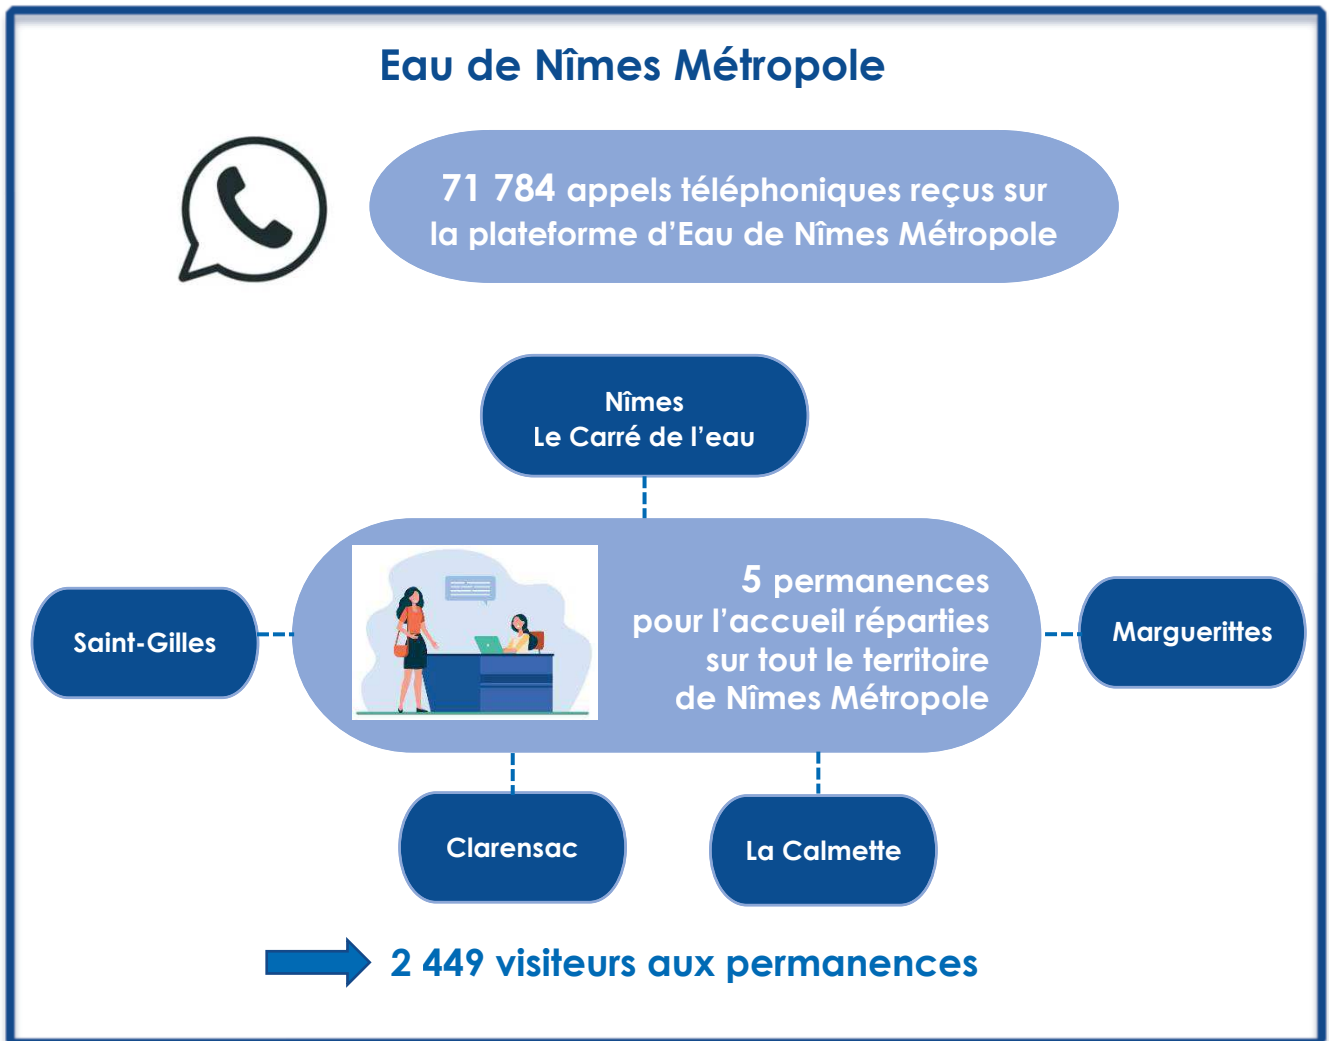 Eau de Nîmes Métropole
71 784 appels téléphoniques reçus sur
la plateforme d’Eau de Nîmes Métropole
Nîmes
Le Carré de l’eau
5 permanences
pour l’accueil réparties
sur tout le territoire
de Nîmes Métropole
Saint-Gilles
Marguerittes
Clarensac
La Calmette
2 449 visiteurs aux permanences